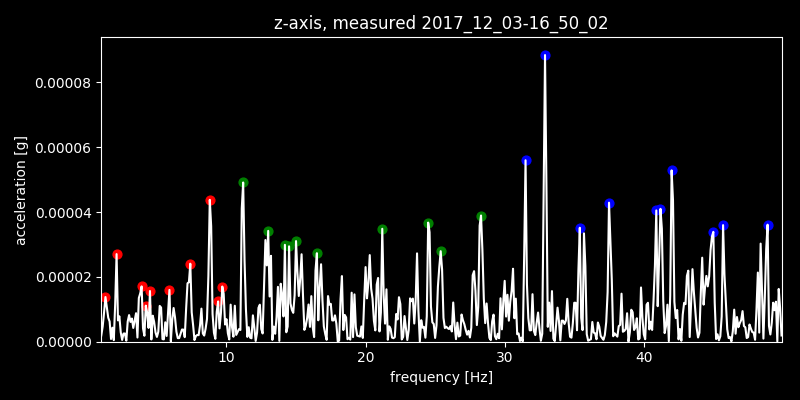 z-axis, measured 2017_12_03-16_50_02
acceleration [g]
0.00008
0.00006
0.00004
0.00002
0.00000
10 20 30 40
frequency [Hz]